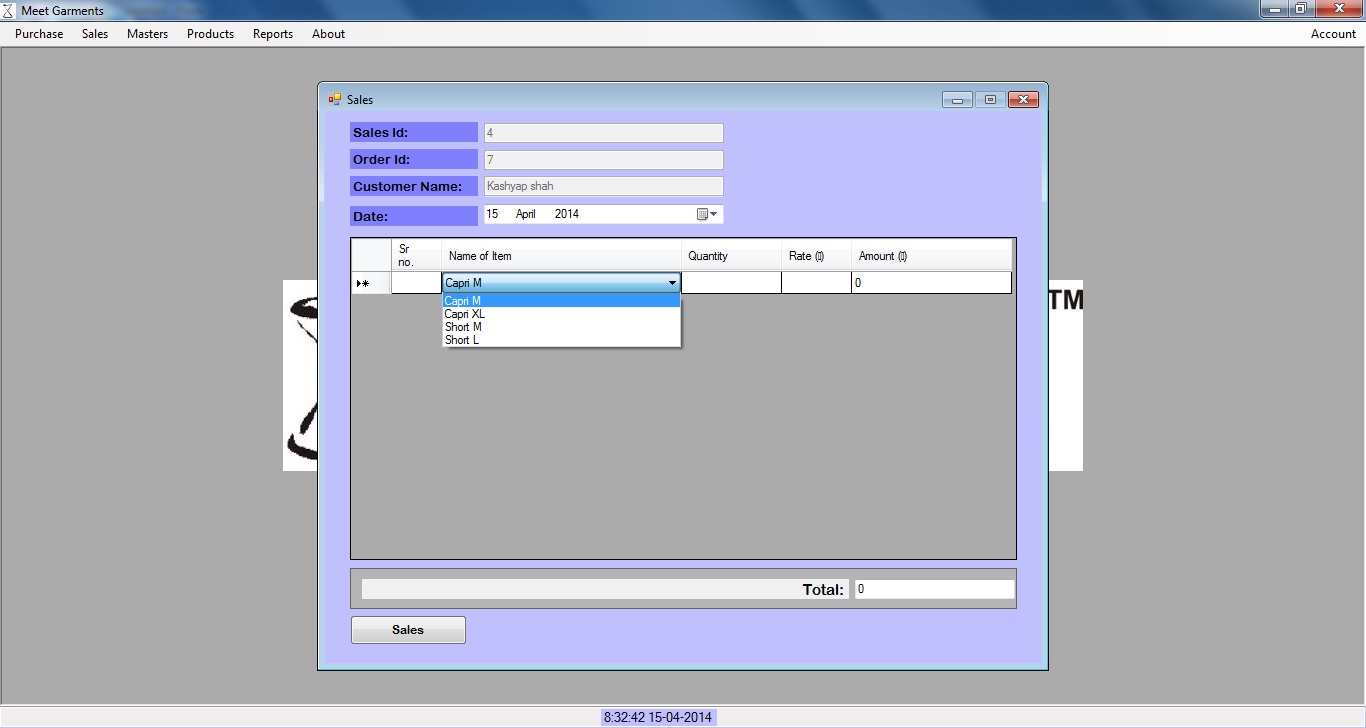 Meet Garments
Purchase Sales Masters Products Reports About Account
Sales
Sales Id: 4
Order Id: 7
Customer Name: Kashyap shah
Date: 15 April 2014
Sr no. Name of Item Quantity Rate (▯) Amount (▯)
Capri M 0
Capri M
Capri XL
Short M
Short L
TM
Total: 0
Sales
8:32:42 15-04-2014